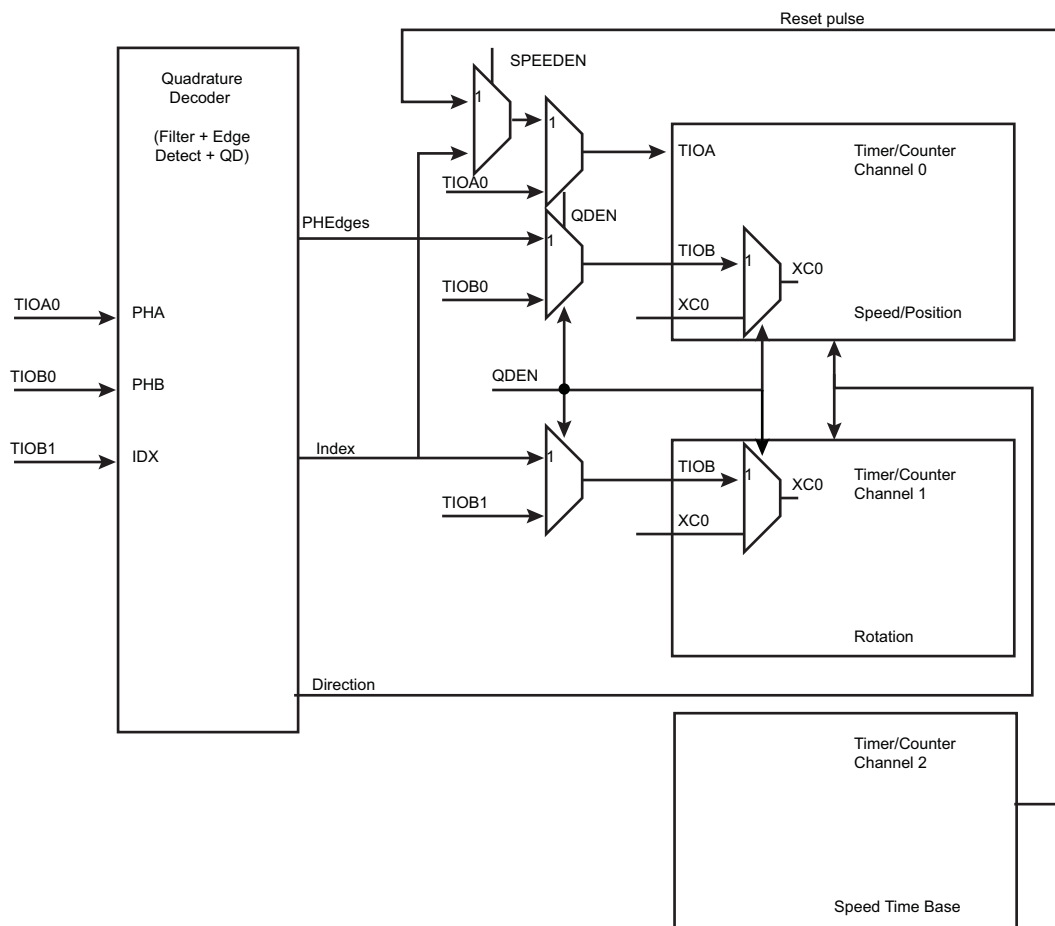 Reset pulse
SPEEDEN
Quadrature
Decoder
(Filter + Edge
Detect + QD)
1
1
TIOA
Timer/Counter
Channel 0
TIOA0
QDEN
PHEdges
1
TIOB
1
XC0
TIOB0
TIOA0
PHA
XC0
Speed/Position
QDEN
TIOB0
PHB
TIOB1
IDX
Index
1
TIOB
1
XC0
Timer/Counter
Channel 1
TIOB1
XC0
Rotation
Direction
Timer/Counter
Channel 2
Speed Time Base